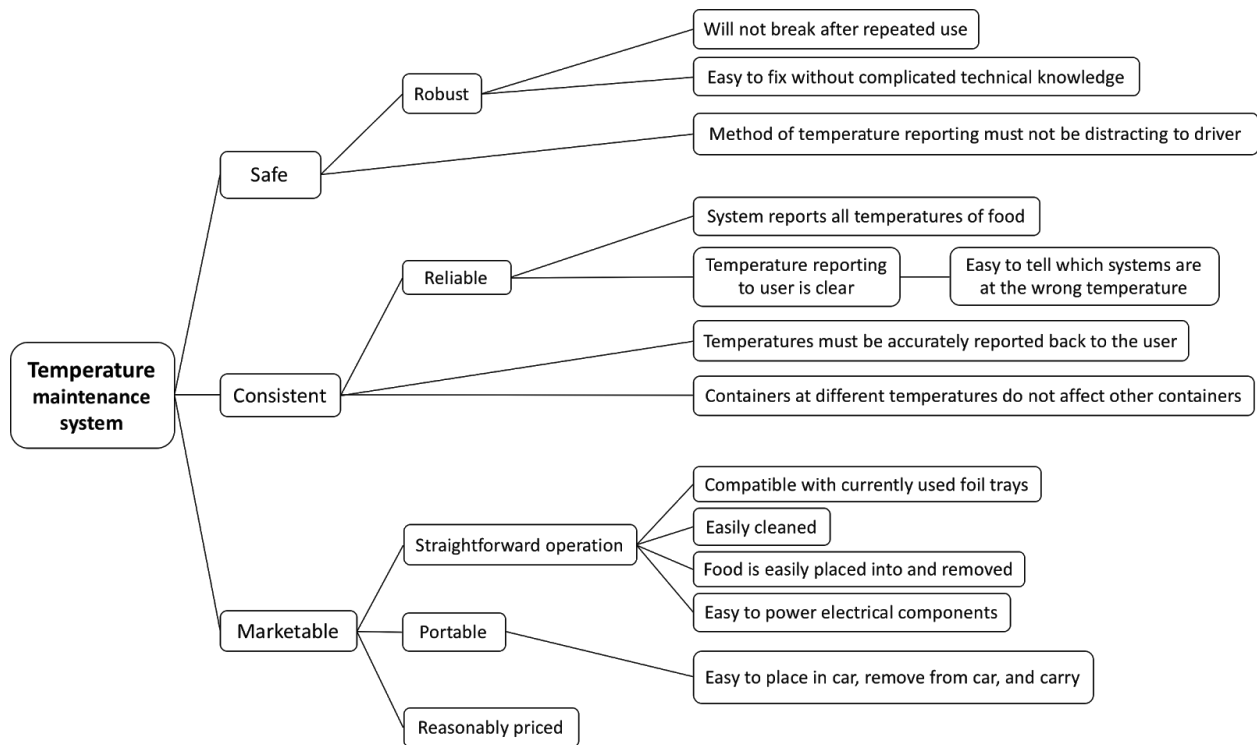 Temperature
maintenance
system
Safe
Robust
Will not break after repeated use
Easy to fix without complicated technical knowledge
Method of temperature reporting must not be distracting to driver
Consistent
Reliable
System reports all temperatures of food
Temperature reporting
to user is clear
Easy to tell which systems are
at the wrong temperature
Temperatures must be accurately reported back to the user
Containers at different temperatures do not affect other containers
Marketable
Straightforward operation
Compatible with currently used foil trays
Easily cleaned
Food is easily placed into and removed
Easy to power electrical components
Portable
Easy to place in car, remove from car, and carry
Reasonably priced